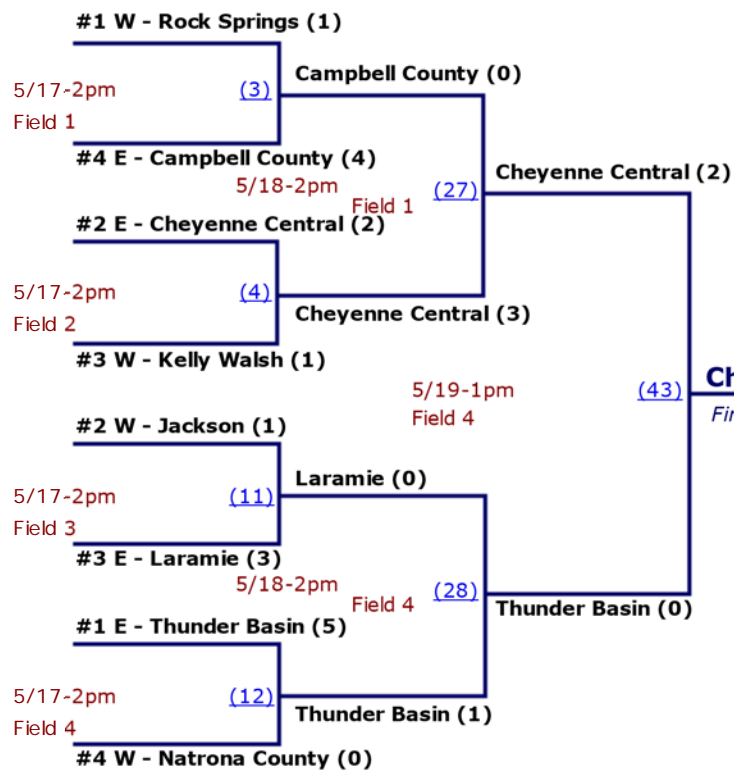 #1 W - Rock Springs (1)
Campbell County (0)
5/17-2pm
(3)
Field 1
#4 E - Campbell County (4)
Cheyenne Central (2)
5/18-2pm
(27)
Field 1
#2 E - Cheyenne Central (2)
5/17-2pm
(4)
Cheyenne Central (3)
Field 2
#3 W - Kelly Walsh (1)
5/19-1pm
(43)
Field 4
Ch
Fir
#2 W - Jackson (1)
Laramie (0)
5/17-2pm
(11)
Field 3
#3 E - Laramie (3)
5/18-2pm
(28)
Field 4
Thunder Basin (0)
#1 E - Thunder Basin (5)
5/17-2pm
(12)
Thunder Basin (1)
Field 4
#4 W - Natrona County (0)